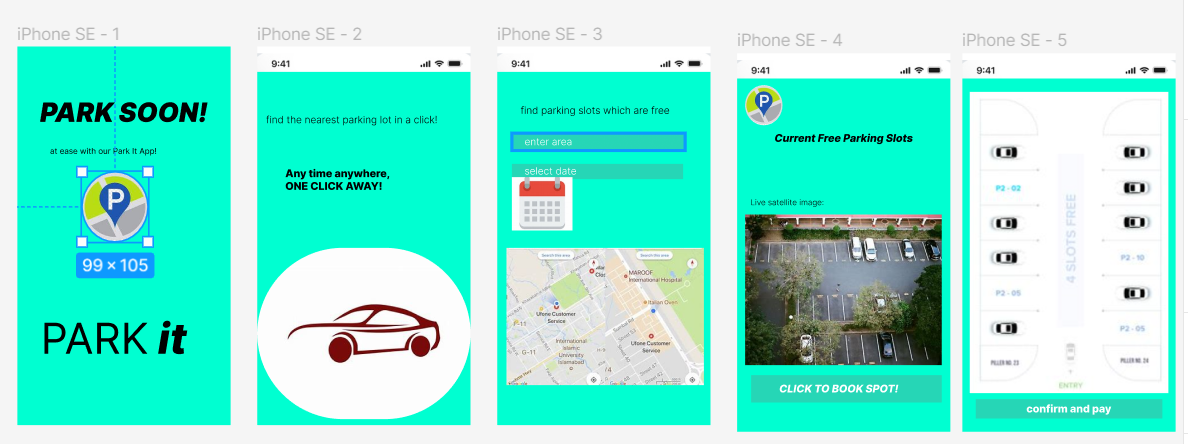 iPhone SE - 1
PARK SOON!
at ease with our Park It App!
P
99 × 105
PARK it
iPhone SE - 2
9:41
find the nearest parking lot in a click!
Any time anywhere,
ONE CLICK AWAY!
iPhone SE - 3
9:41
find parking slots which are free
enter area
select date
Search this area
Search this area
MAROOF
International Hospital
Italian Oven
Ufone Customer
Service
F-11
Ufone Customer
Service
G-11
International
Islamic
University
Islamabad
G-10
iPhone SE - 4
9:41
P
Current Free Parking Slots
Live satellite image:
CLICK TO BOOK SPOT!
iPhone SE - 5
9:41
P2 - 02
4 SLOTS FREE
P2 - 10
P2 - 05
P2 - 05
PILLER NO. 23
PILLER NO. 24
ENTRY
confirm and pay